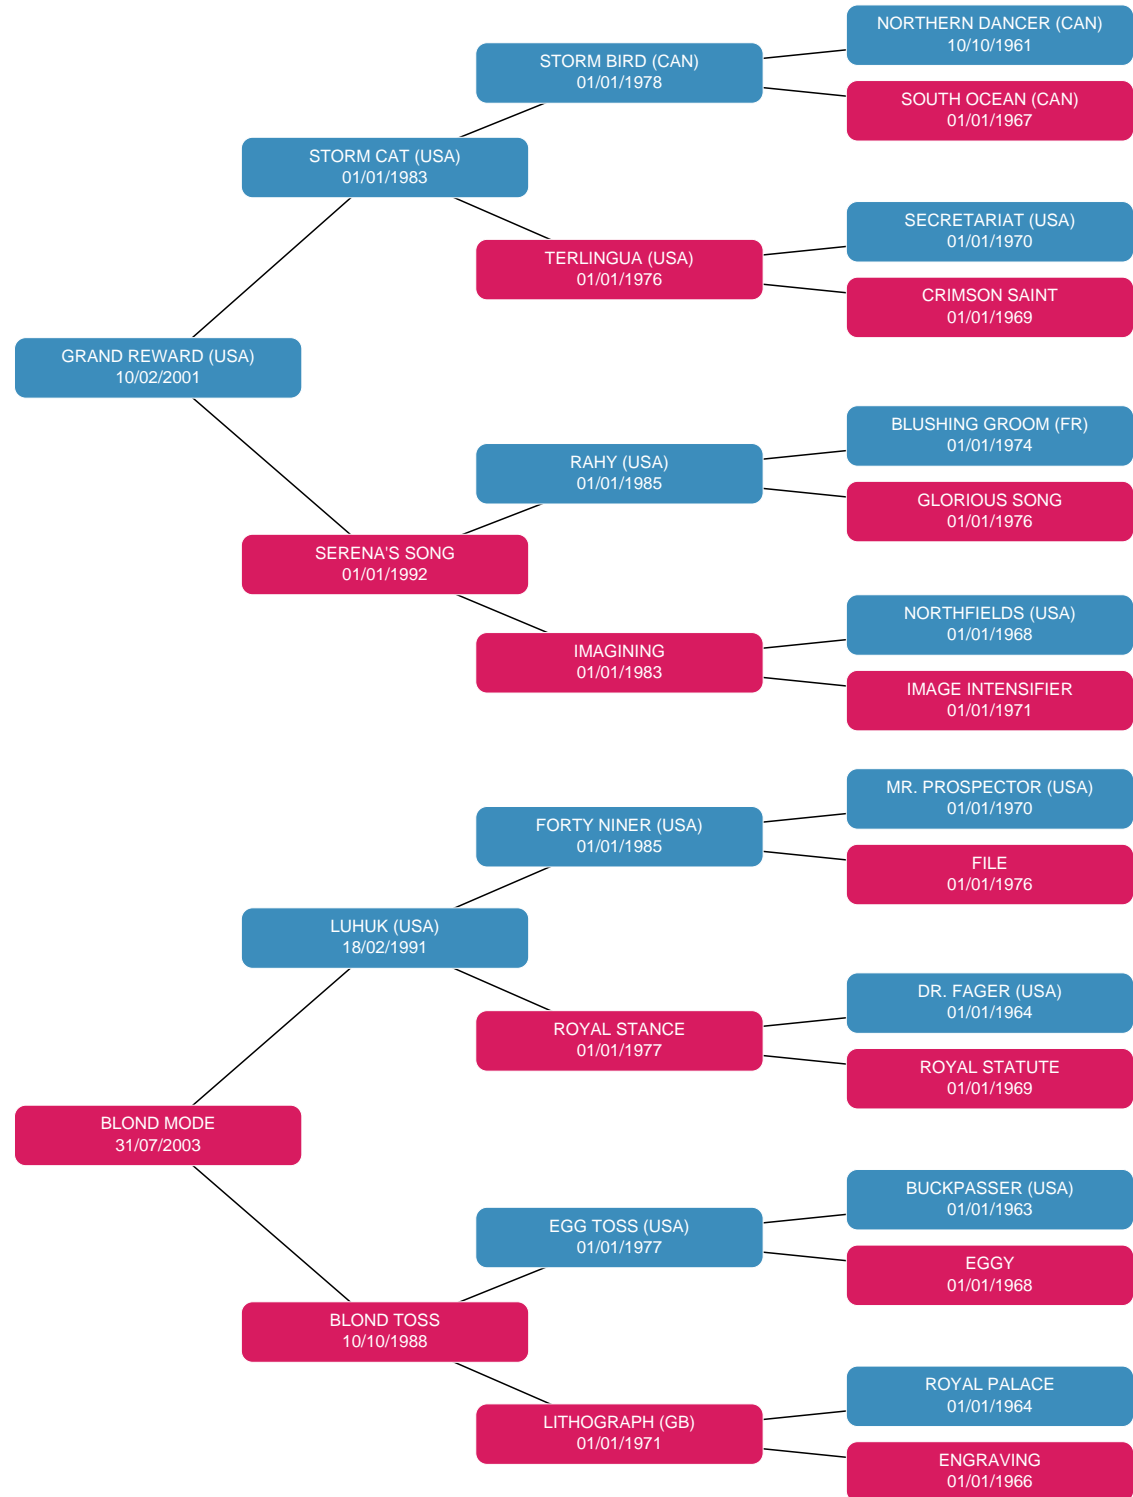 NORTHERN DANCER (CAN)
10/10/1961
STORM BIRD (CAN)
01/01/1978
SOUTH OCEAN (CAN)
01/01/1967
STORM CAT (USA)
01/01/1983
SECRETARIAT (USA)
01/01/1970
TERLINGUA (USA)
01/01/1976
CRIMSON SAINT
01/01/1969
GRAND REWARD (USA)
10/02/2001
BLUSHING GROOM (FR)
01/01/1974
RAHY (USA)
01/01/1985
GLORIOUS SONG
01/01/1976
SERENA'S SONG
01/01/1992
NORTHFIELDS (USA)
01/01/1968
IMAGINING
01/01/1983
IMAGE INTENSIFIER
01/01/1971
MR. PROSPECTOR (USA)
01/01/1970
FORTY NINER (USA)
01/01/1985
FILE
01/01/1976
LUHUK (USA)
18/02/1991
DR. FAGER (USA)
01/01/1964
ROYAL STANCE
01/01/1977
ROYAL STATUTE
01/01/1969
BLOND MODE
31/07/2003
BUCKPASSER (USA)
01/01/1963
EGG TOSS (USA)
01/01/1977
EGGY
01/01/1968
BLOND TOSS
10/10/1988
ROYAL PALACE
01/01/1964
LITHOGRAPH (GB)
01/01/1971
ENGRAVING
01/01/1966